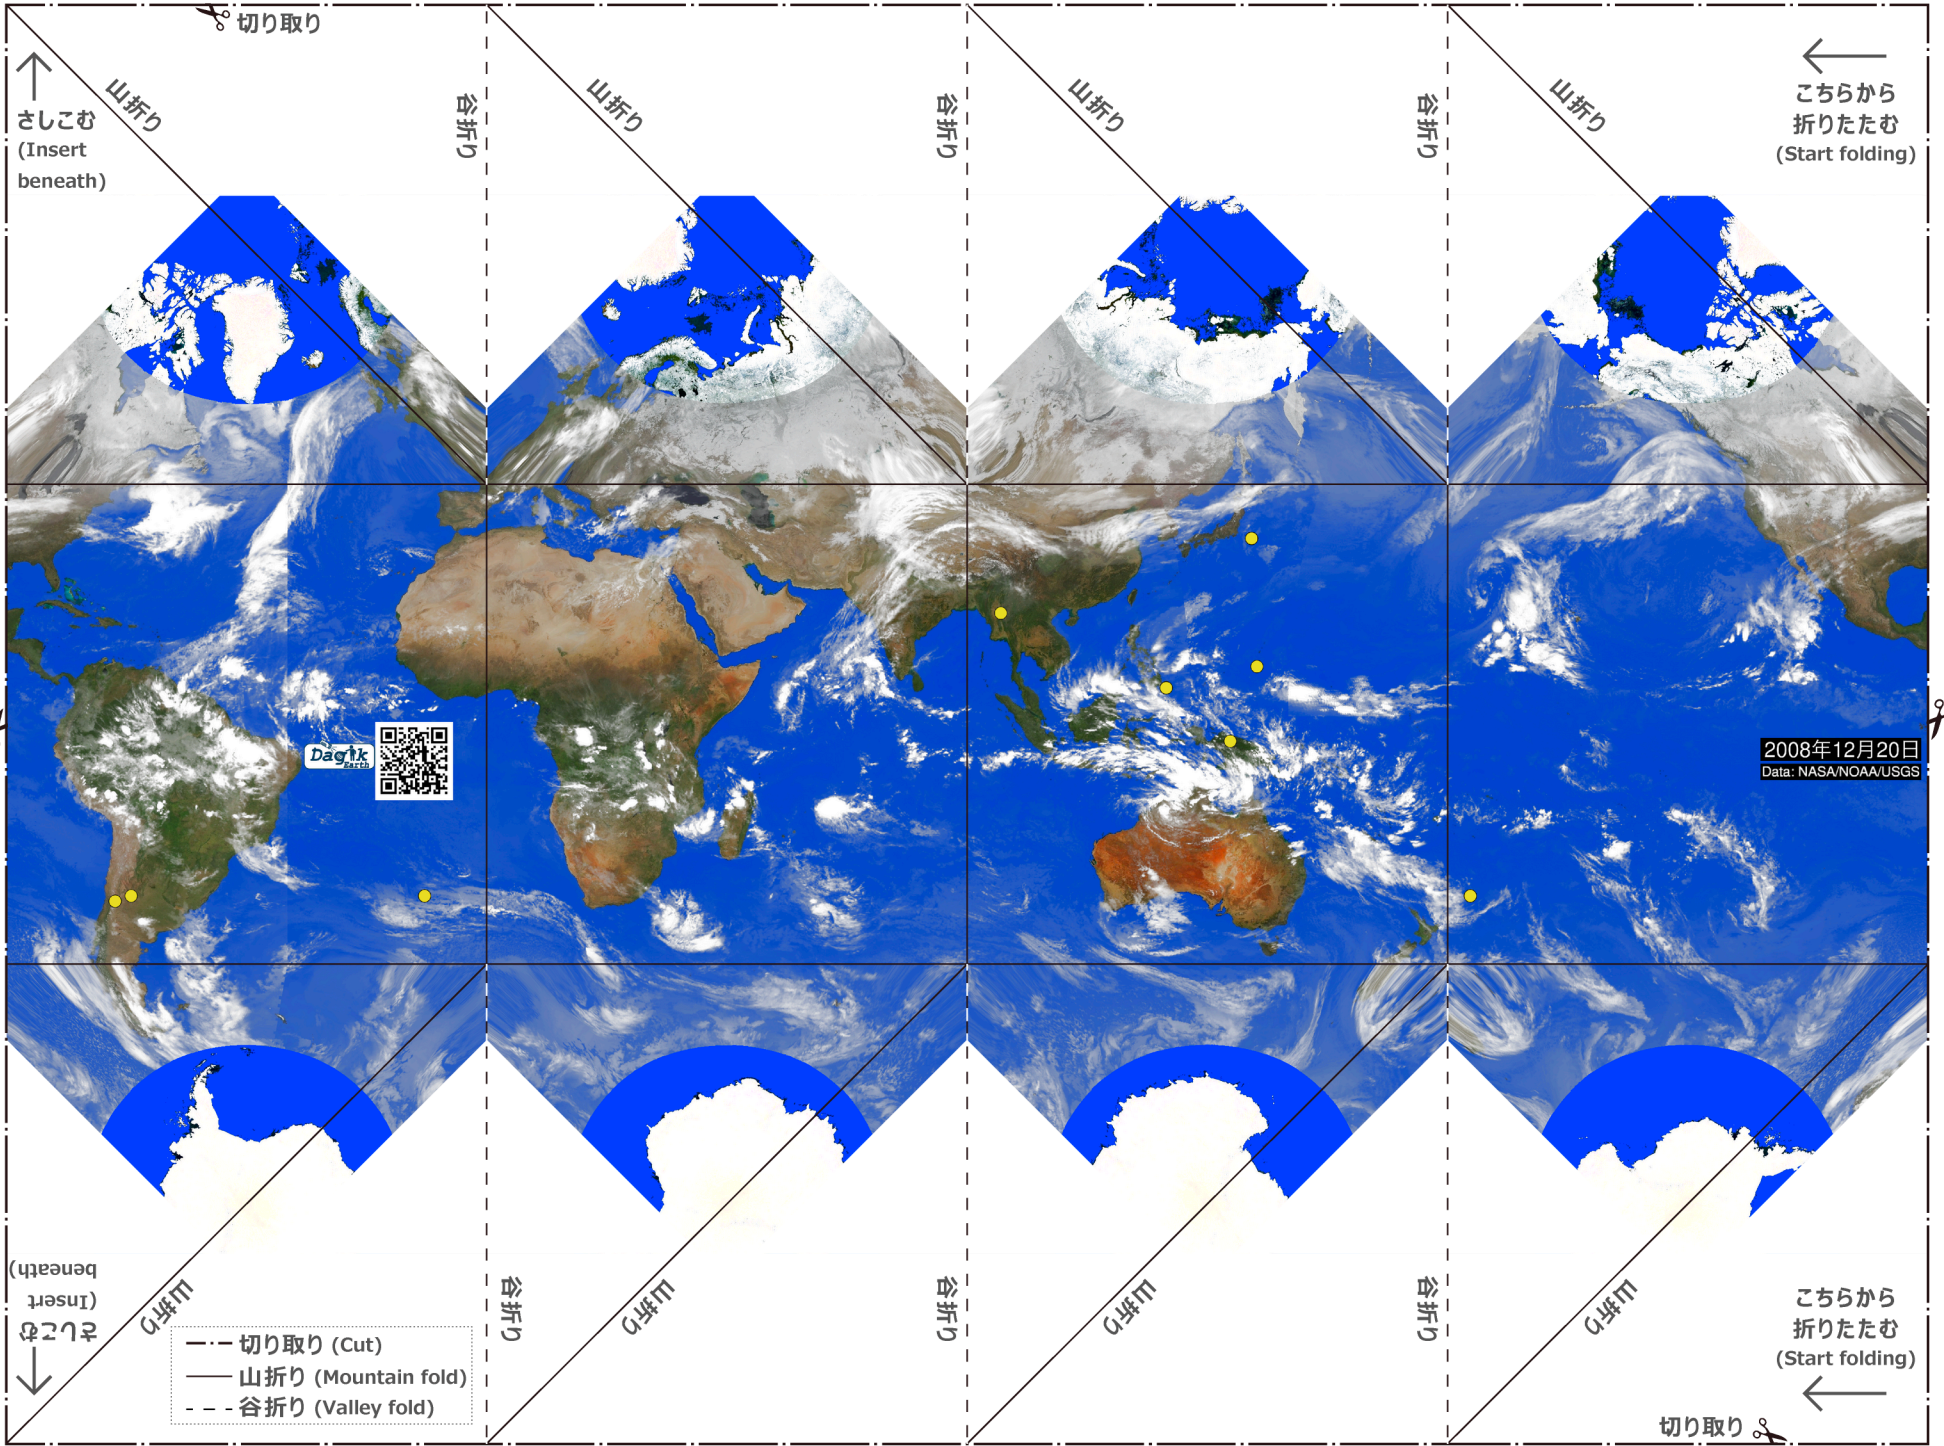 切り取り
山折り
谷折り
山折り
谷折り
山折り
谷折り
山折り
さしこむ
(Insert
beneath)
こちらから
折りたたむ
(Start folding)
Dagik
Earth
2008年12月20日
Data: NASA/NOAA/USGS
さしこむ
(Insert
beneath)
山折り
谷折り
山折り
谷折り
山折り
谷折り
山折り
こちらから
折りたたむ
(Start folding)
切り取り (Cut)
山折り (Mountain fold)
谷折り (Valley fold)
切り取り